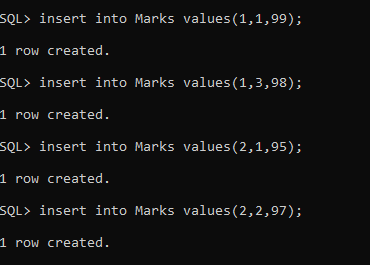 SQL> insert into Marks values(1,1,99);
1 row created.
SQL> insert into Marks values(1,3,98);
1 row created.
SQL> insert into Marks values(2,1,95);
1 row created.
SQL> insert into Marks values(2,2,97);
1 row created.